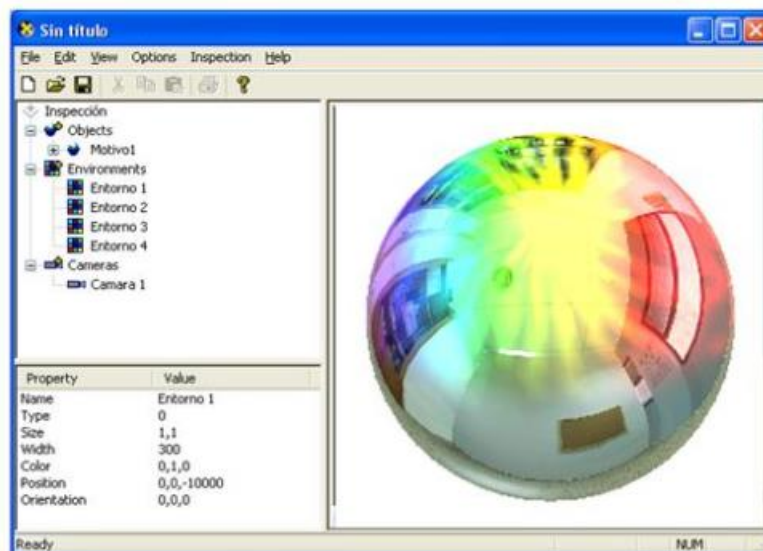 Sin título
File Edit View Options Inspection Help
Inspección
Objects
Motivo1
Environments
Entorno 1
Entorno 2
Entorno 3
Entorno 4
Cameras
Camara 1
Property Value
Name Entorno 1
Type 0
Size 1,1
Width 300
Color 0,1,0
Position 0,0,-10000
Orientation 0,0,0
Ready NUM